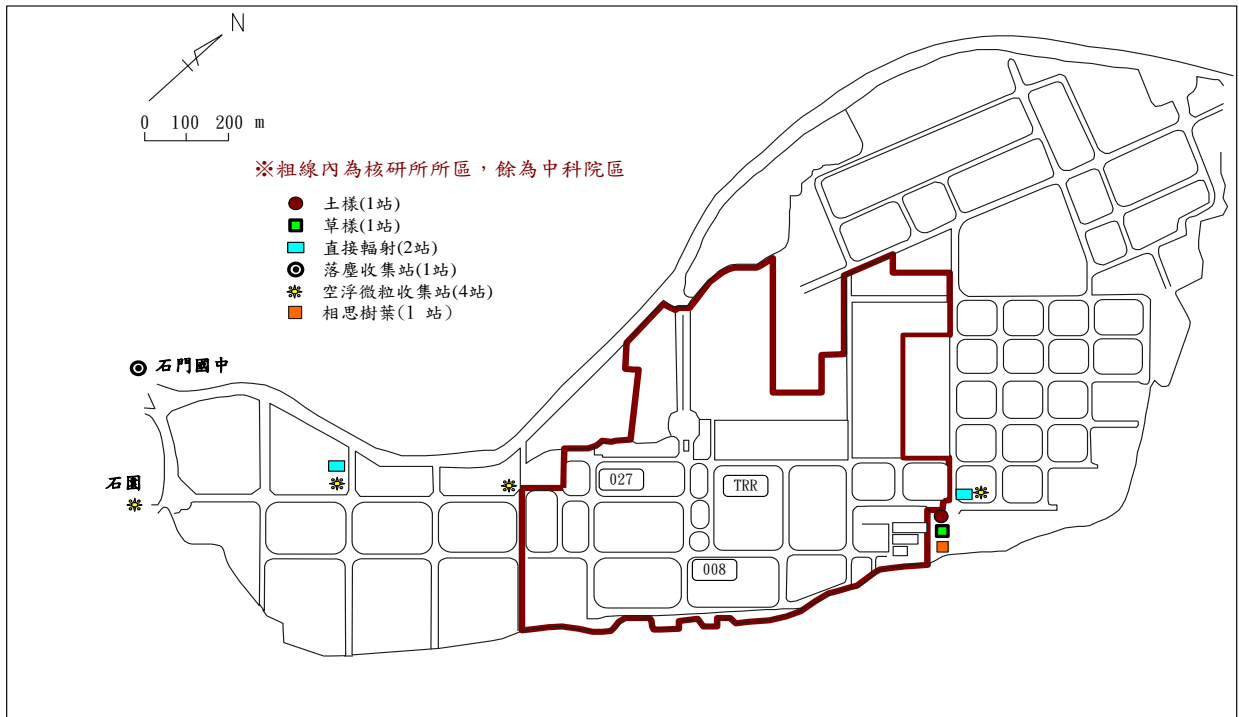 N
0 100 200 m
※粗線內為核研所所區，餘為中科院區
土樣(1站)
草樣(1站)
直接輻射(2站)
落塵收集站(1站)
空浮微粒收集站(4站)
相思樹葉(1 站)
石門國中
石園
027
TRR
008